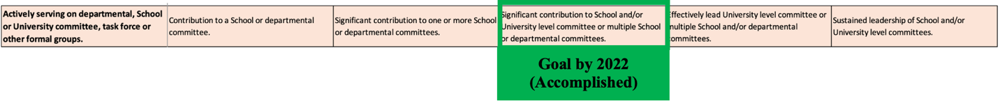 Actively serving on departmental, School
or University committee, task force or
other formal groups.
Contribution to a School or departmental
committee.
Significant contribution to one or more School
or departmental committees.
Significant contribution to School and/or
University level committee or multiple School
or departmental committees.
Effectively lead University level committee or
multiple School and/or departmental
committees.
Sustained leadership of School and/or
University level committees.
Goal by 2022
(Accomplished)